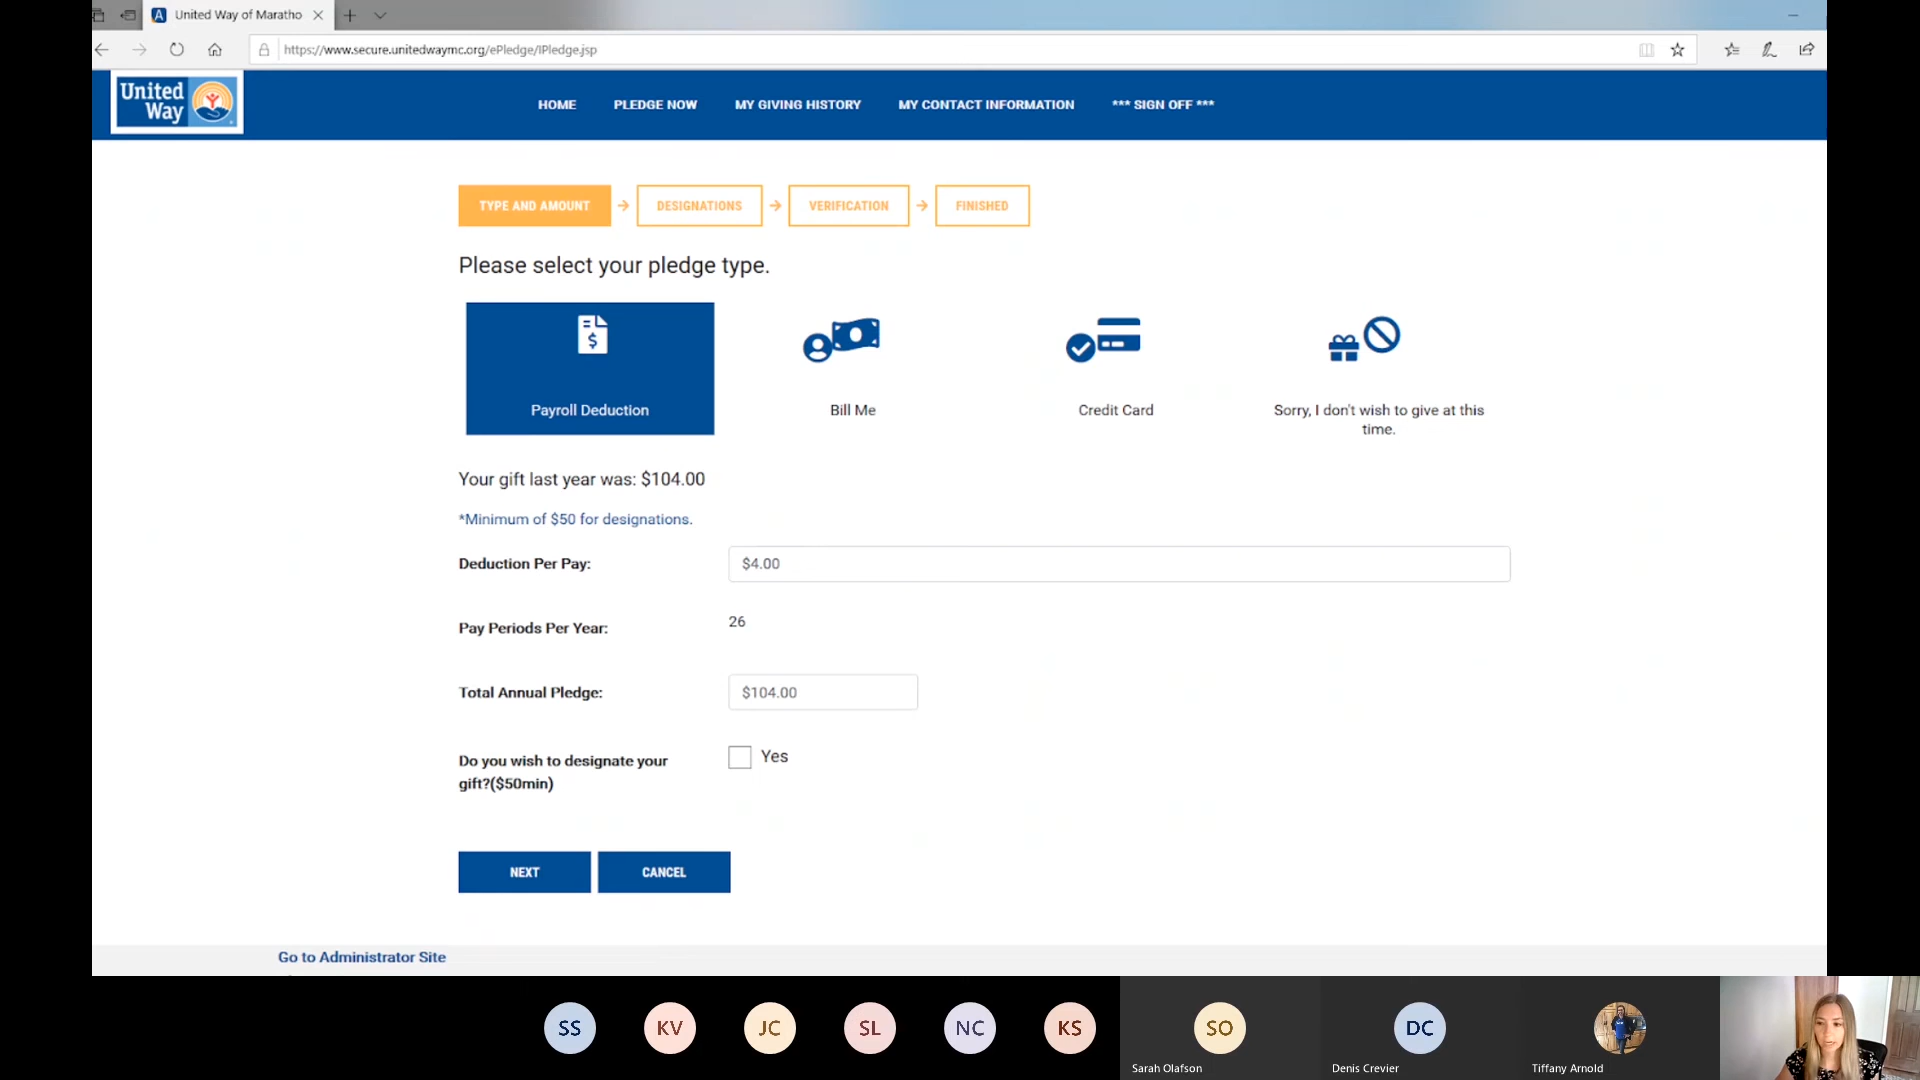 United Way of Maratho
https://www.secure.unitedwaymc.org/ePledge/IPledge.jsp
United
Way
HOME
PLEDGE NOW
MY GIVING HISTORY
MY CONTACT INFORMATION
*** SIGN OFF ***
TYPE AND AMOUNT
DESIGNATIONS
VERIFICATION
FINISHED
Please select your pledge type.
Payroll Deduction
Bill Me
Credit Card
Sorry, I don't wish to give at this
time.
Your gift last year was: $104.00
*Minimum of $50 for designations.
Deduction Per Pay:
$4.00
Pay Periods Per Year:
26
Total Annual Pledge:
$104.00
Do you wish to designate your
gift?($50min)
Yes
NEXT
CANCEL
Go to Administrator Site
SS
KV
JC
SL
NC
KS
SO
DC
Sarah Olafson
Denis Crevier
Tiffany Arnold